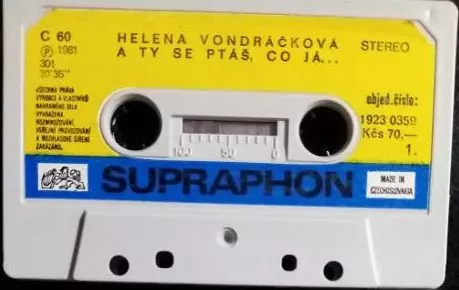 C 60
HELENA VONDRÁČKOVÁ
A TY SE PTÁŠ, CO JÁ...
STEREO
Ⓟ 1981
301
30'35"
VŠECHNA PRÁVA
VÝROBCE A VLASTNÍKŮ
NAHRANÉHO DÍLA
VYHRAZENA
ROZMNOŽOVÁNÍ
VEŘEJNÉ PROVOZOVÁNÍ
A ROZHLASOVÉ ŠÍŘENÍ
ZAKÁZÁNO.
objed. číslo:
1923 0359
Kčs 70,—
1.
100 50 0
SUPRAPHON
MADE IN
CZECHOSLOVAKIA